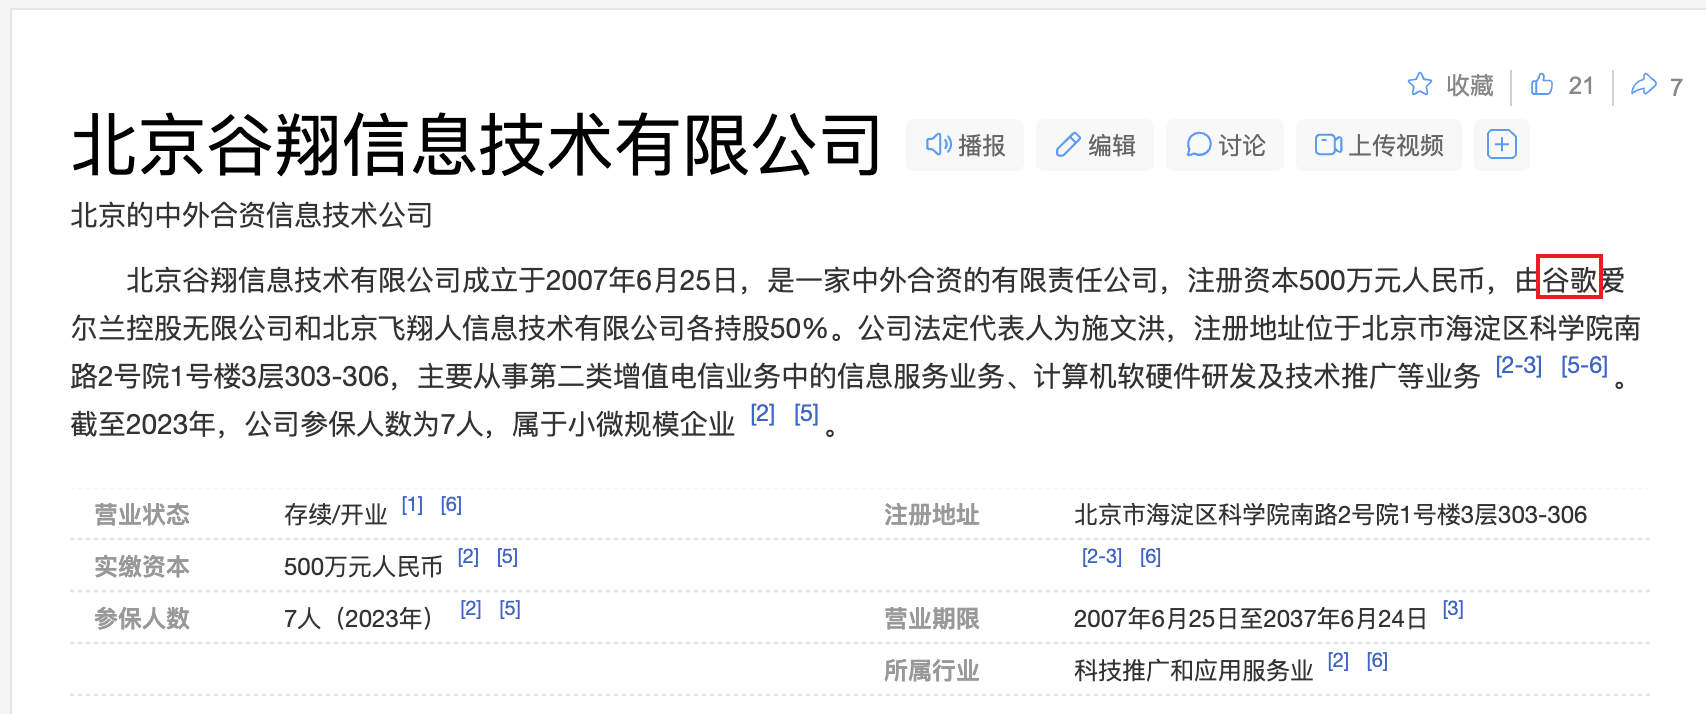 收藏 21 7
北京谷翔信息技术有限公司 播报 编辑 讨论 上传视频
北京的中外合资信息技术公司
北京谷翔信息技术有限公司成立于2007年6月25日，是一家中外合资的有限责任公司，注册资本500万元人民币，由谷歌爱
尔兰控股无限公司和北京飞翔人信息技术有限公司各持股50%。公司法定代表人为施文洪，注册地址位于北京市海淀区科学院南
路2号院1号楼3层303-306，主要从事第二类增值电信业务中的信息服务业务、计算机软硬件研发及技术推广等业务 [2-3] [5-6] 。
截至2023年，公司参保人数为7人，属于小微规模企业 [2] [5] 。
营业状态 存续/开业 [1] [6]
实缴资本 500万元人民币 [2] [5]
参保人数 7人（2023年） [2] [5]
注册地址 北京市海淀区科学院南路2号院1号楼3层303-306
[2-3] [6]
营业期限 2007年6月25日至2037年6月24日 [3]
所属行业 科技推广和应用服务业 [2] [6]